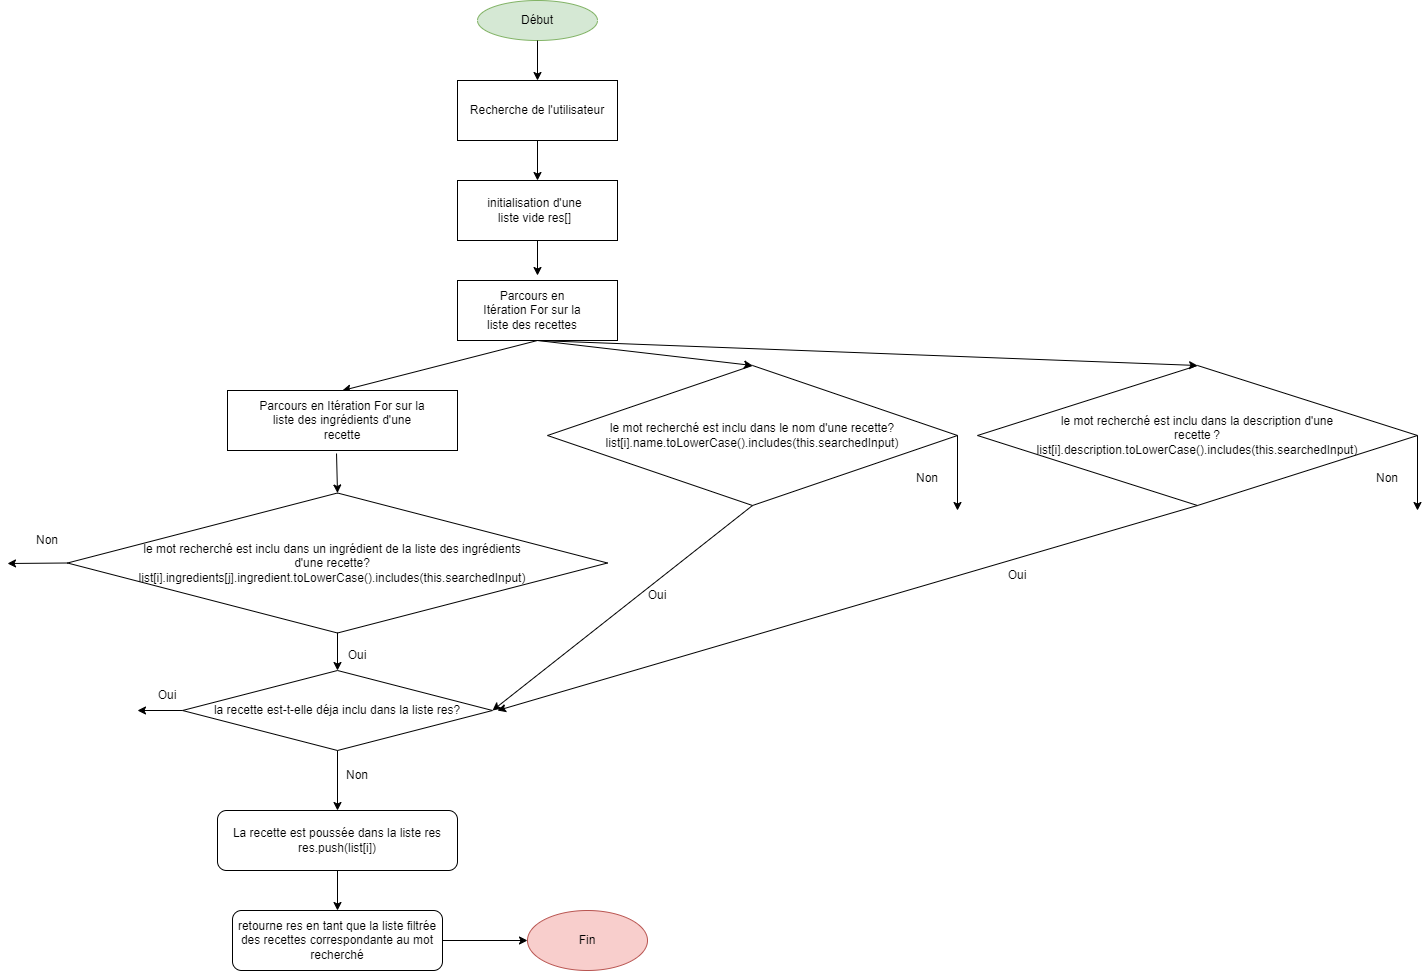 Début
Recherche de l'utilisateur
initialisation d'une
liste vide res[]
Parcours en
Itération For sur la
liste des recettes
Parcours en Itération For sur la
liste des ingrédients d'une
recette
le mot recherché est inclu dans le nom d'une recette?
list[i].name.toLowerCase().includes(this.searchedInput)
le mot recherché est inclu dans la description d'une
recette ?
list[i].description.toLowerCase().includes(this.searchedInput)
Non
Non
Non
le mot recherché est inclu dans un ingrédient de la liste des ingrédients
d'une recette?
list[i].ingredients[j].ingredient.toLowerCase().includes(this.searchedInput)
Oui
Oui
Oui
Oui
la recette est-t-elle déja inclu dans la liste res?
Non
La recette est poussée dans la liste res
res.push(list[i])
retourne res en tant que la liste filtrée
des recettes correspondante au mot
recherché
Fin